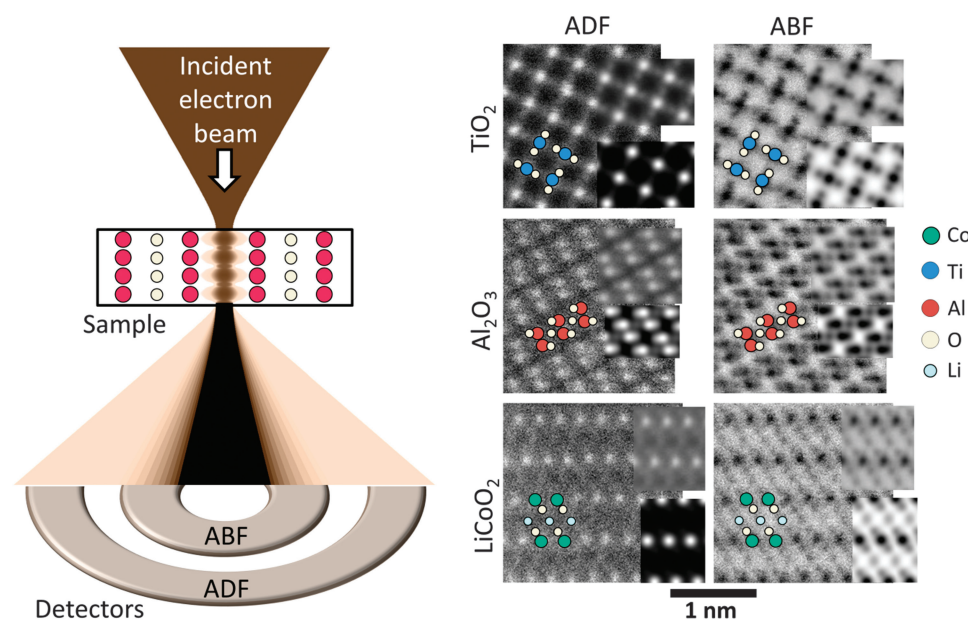 Incident
electron
beam
Sample
ABF
ADF
Detectors
ADF
ABF
TiO2
Al2O3
LiCoO2
Co
Ti
Al
O
Li
1 nm